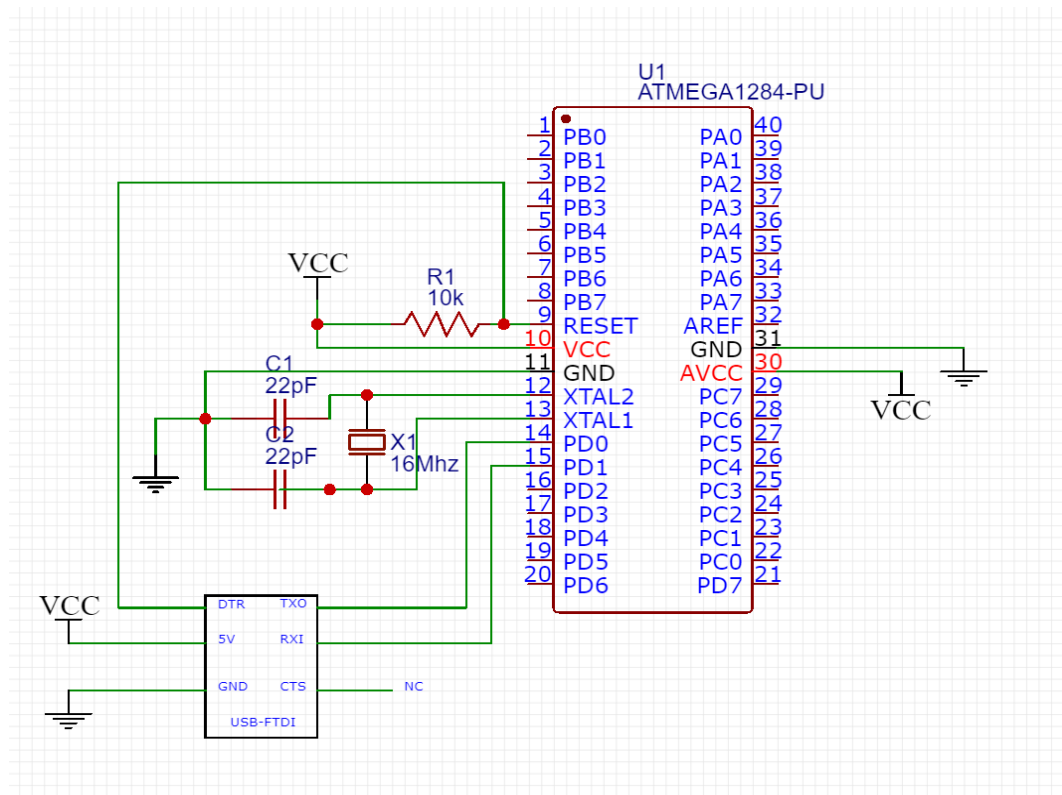 U1
ATMEGA1284-PU
1 PB0 PA0 40
2 PB1 PA1 39
3 PB2 PA2 38
4 PB3 PA3 37
5 PB4 PA4 36
6 PB5 PA5 35
7 PB6 PA6 34
8 PB7 PA7 33
9 RESET AREF 32
10 VCC GND 31
11 GND AVCC 30
12 XTAL2 PC7 29
13 XTAL1 PC6 28
14 PD0 PC5 27
15 PD1 PC4 26
16 PD2 PC3 25
17 PD3 PC2 24
18 PD4 PC1 23
19 PD5 PC0 22
20 PD6 PD7 21
VCC
R1
10k
C1
22pF
C2
22pF
X1
16Mhz
VCC
VCC
DTR TXO
5V RXI
GND CTS NC
USB-FTDI